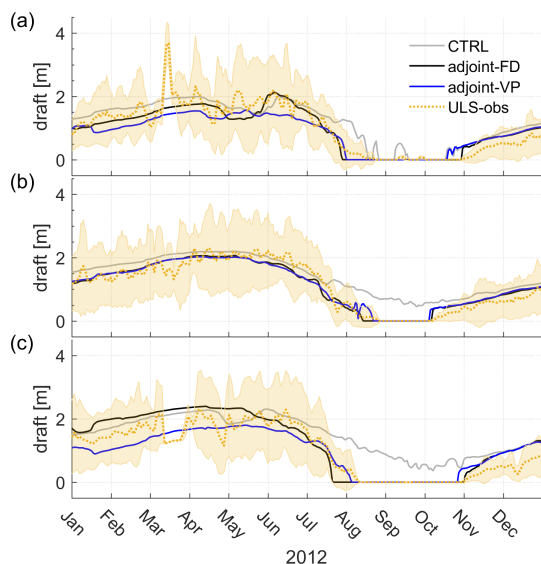 (a)
4
2
0
draft [m]
CTRL
adjoint-FD
adjoint-VP
ULS-obs
(b)
4
2
0
draft [m]
(c)
4
2
0
draft [m]
Jan Feb Mar Apr May Jun Jul Aug Sep Oct Nov Dec
2012